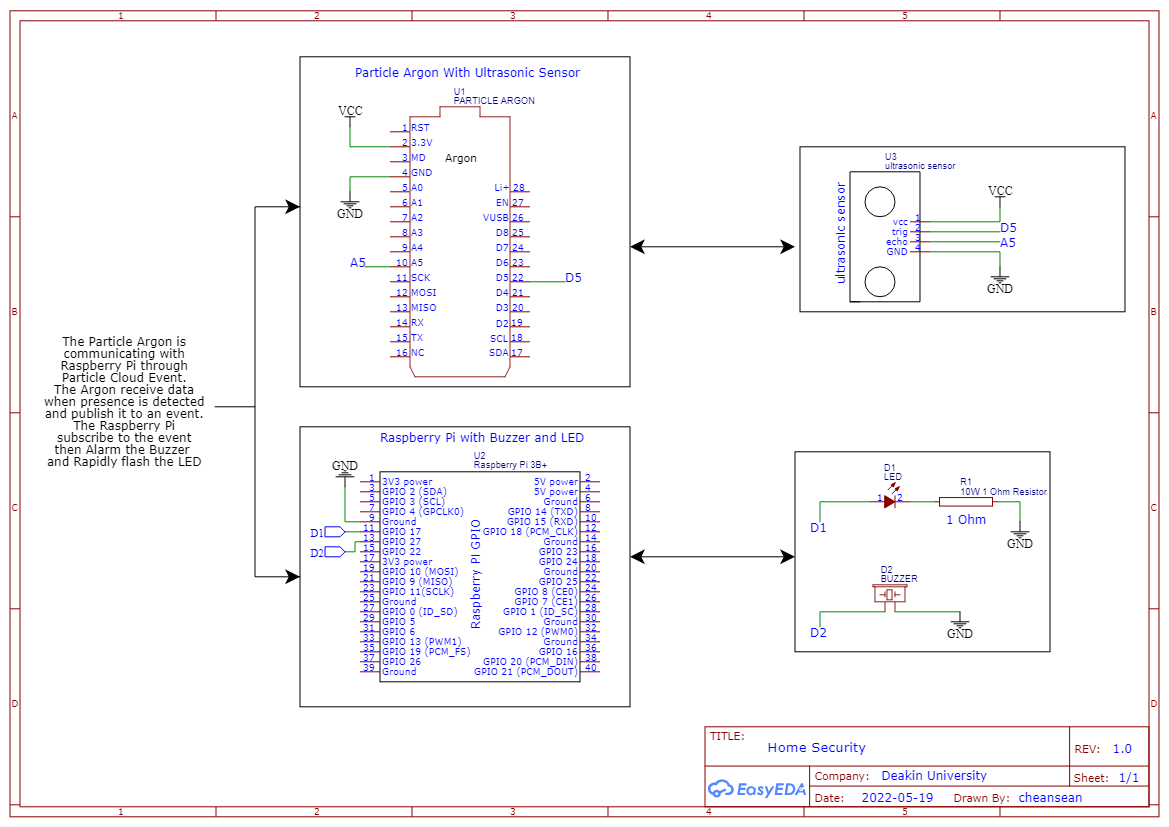 1 2 3 4 5
A
B
C
D
A
B
C
D
Particle Argon With Ultrasonic Sensor
U1
PARTICLE ARGON
VCC
Argon
1 RST
2 3.3V
3 MD
4 GND
5 A0
6 A1
7 A2
8 A3
9 A4
10 A5
11 SCK
12 MOSI
13 MISO
14 RX
15 TX
16 NC
Li+ 28
EN 27
VUSB 26
D8 25
D7 24
D6 23
D5 22
D4 21
D3 20
D2 19
SCL 18
SDA 17
GND
A5
D5
U3
ultrasonic sensor
ultrasonic sensor
vcc 1
trig 2
echo 3
GND 4
VCC
D5
A5
GND
The Particle Argon is
communicating with
Raspberry Pi through
Particle Cloud Event.
The Argon receive data
when presence is detected
and publish it to an event.
The Raspberry Pi
subscribe to the event
then Alarm the Buzzer
and Rapidly flash the LED
Raspberry Pi with Buzzer and LED
U2
Raspberry Pi 3B+
GND
D1
D2
Raspberry Pi GPIO
1 3V3 power
3 GPIO 2 (SDA)
5 GPIO 3 (SCL)
7 GPIO 4 (GPCLK0)
9 Ground
11 GPIO 17
13 GPIO 27
15 GPIO 22
17 3V3 power
19 GPIO 10 (MOSI)
21 GPIO 9 (MISO)
23 GPIO 11(SCLK)
25 Ground
27 GPIO 0 (ID_SD)
29 GPIO 5
31 GPIO 6
33 GPIO 13 (PWM1)
35 GPIO 19 (PCM_FS)
37 GPIO 26
39 Ground
5V power 2
5V power 4
Ground 6
GPIO 14 (TXD) 8
GPIO 15 (RXD) 10
GPIO 18 (PCM_CLK) 12
Ground 14
GPIO 23 16
GPIO 24 18
Ground 20
GPIO 25 22
GPIO 8 (CE0) 24
GPIO 7 (CE1) 26
GPIO 1 (ID_SC) 28
Ground 30
GPIO 12 (PWM0) 32
Ground 34
GPIO 16 36
GPIO 20 (PCM_DIN) 38
GPIO 21 (PCM_DOUT) 40
D1
LED
1 2
R1
10W 1 Ohm Resistor
1 Ohm
D1
GND
D2
BUZZER
D2
GND
TITLE:
Home Security
REV: 1.0
EasyEDA
Company: Deakin University
Sheet: 1/1
Date: 2022-05-19 Drawn By: cheansean
1 2 3 4 5